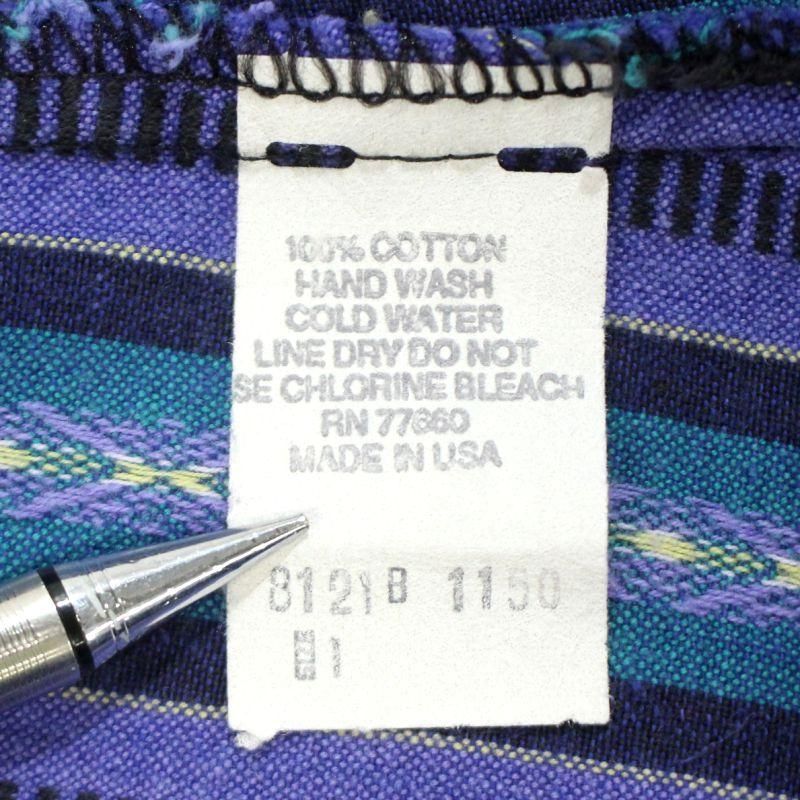 100% COTTON
HAND WASH
COLD WATER
LINE DRY DO NOT
SE CHLORINE BLEACH
RN 77660
MADE IN USA
8121 B 1150